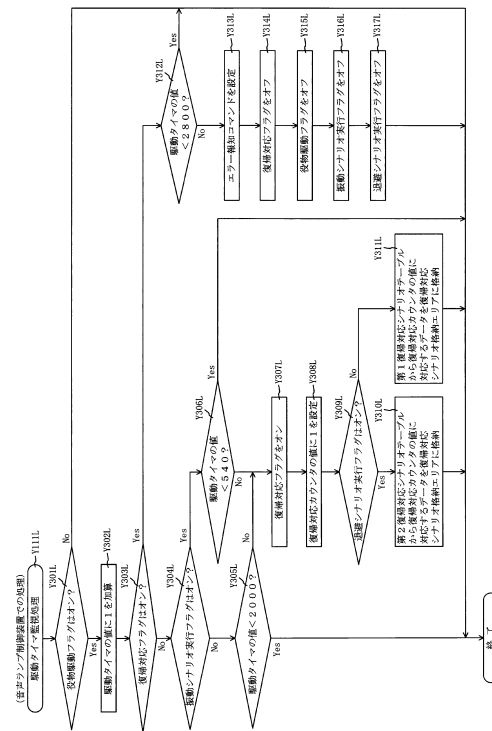 (音声ランプ制御装置での処理)
駆動タイマ監視処理
Y111L
役物駆動フラグはオン?
Y301L
No
Yes
駆動タイマの値に1を加算
Y302L
復帰対応フラグはオン?
Y303L
Yes
No
振動シナリオ実行フラグはオン?
Y304L
Yes
No
駆動タイマの値<2000?
Y305L
No
Yes
駆動タイマの値
<540?
Y306L
Yes
No
復帰対応フラグをオン
Y307L
復帰対応カウンタの値に1を設定
Y308L
退避シナリオ実行フラグはオン?
Y309L
No
Yes
第2復帰対応シナリオテーブル
から復帰対応カウンタの値に
対応するデータを復帰対応
シナリオ格納エリアに格納
Y310L
第1復帰対応シナリオテーブル
から復帰対応カウンタの値に
対応するデータを復帰対応
シナリオ格納エリアに格納
Y311L
駆動タイマの値
<2800?
Y312L
Yes
No
エラー報知コマンドを設定
Y313L
復帰対応フラグをオフ
Y314L
役物駆動フラグをオフ
Y315L
振動シナリオ実行フラグをオフ
Y316L
退避シナリオ実行フラグをオフ
Y317L